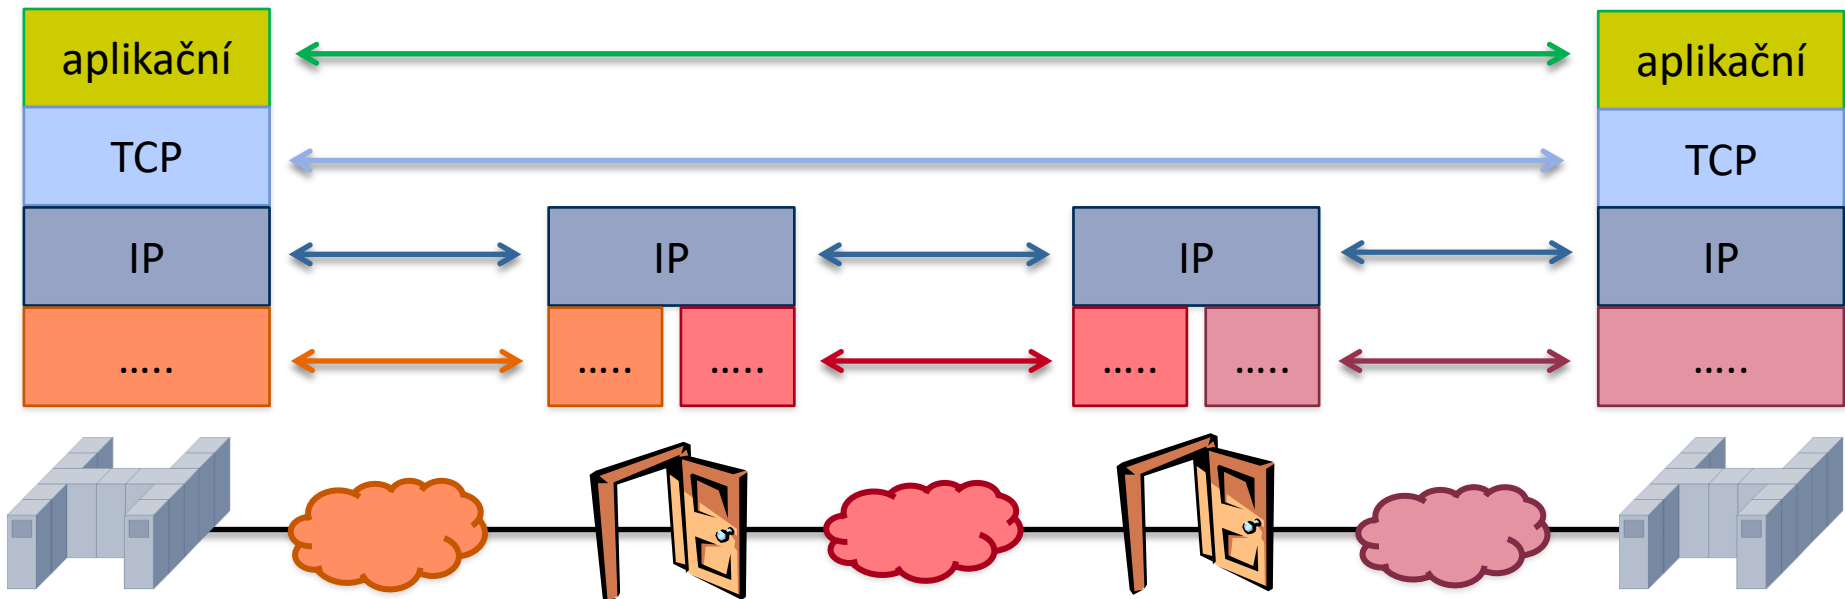 aplikační
aplikační
TCP
TCP
IP
IP
IP
IP
.....
.....
.....
.....
.....
.....